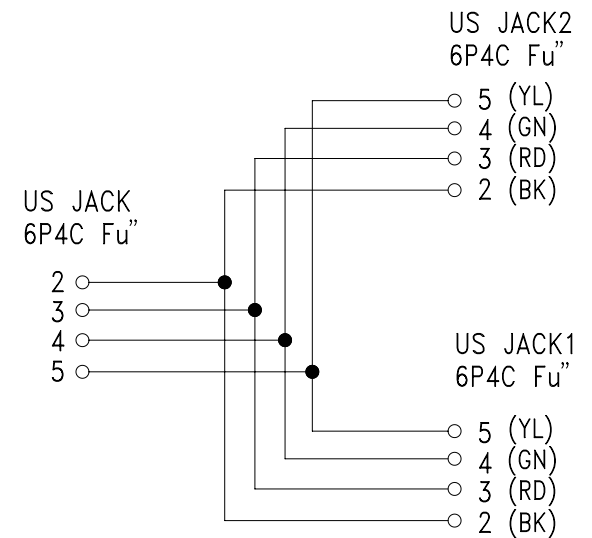 US JACK2
6P4C Fu”
5 (YL)
4 (GN)
3 (RD)
2 (BK)
US JACK
6P4C Fu”
2
3
4
5
US JACK1
6P4C Fu”
5 (YL)
4 (GN)
3 (RD)
2 (BK)